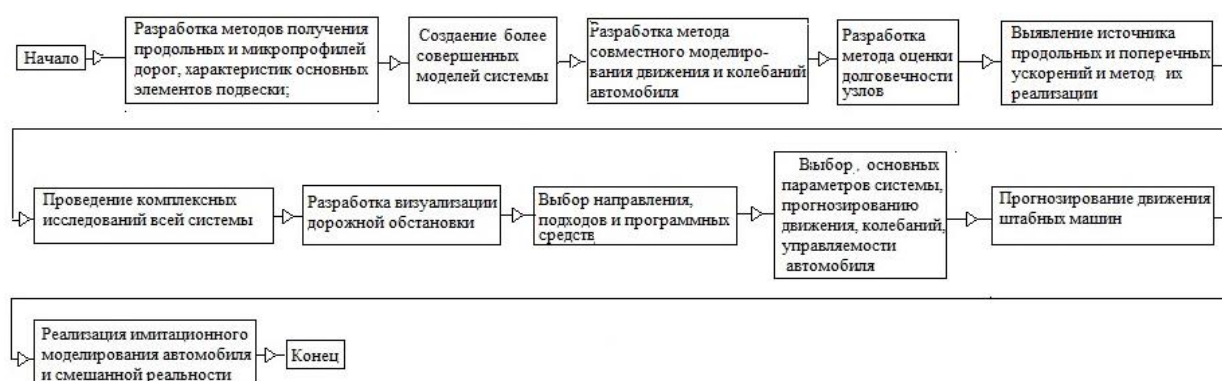 Начало
Разработка методов получения
продольных и микропрофилей
дорог, характеристик основных
элементов подвески;
Создаение более
совершенных
моделей системы
Разработка метода
совместного моделиро-
вания движения и колебаний
автомобиля
Разработка
метода оценки
долговечности
узлов
Выявление источника
продольных и поперечных
ускорений и метод их
реализации
Проведение комплексных
исследований всей системы
Разработка визуализации
дорожной обстановки
Выбор направления,
подходов и программных
средств
Выбор . основных
параметров системы,
прогнозированию
движения, колебаний,
управляемости
автомобиля
Прогнозирование движения
штабных машин
Реализация имитационного
моделирования автомобиля
и смешанной реальности
Конец